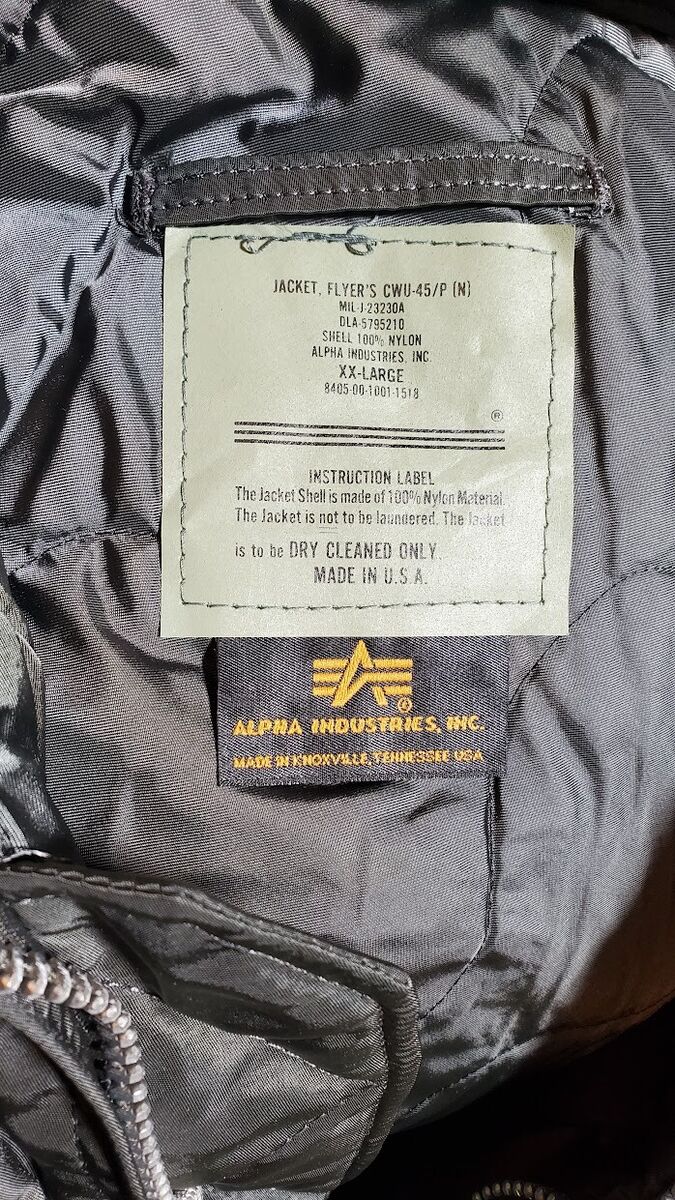 JACKET, FLYER'S CWU-45/P (N)
MIL-J-23230A
DLA-5795210
SHELL 100% NYLON
ALPHA INDUSTRIES, INC.
XX-LARGE
8405-00-1001-1518
®
INSTRUCTION LABEL
The Jacket Shell is made of 100% Nylon Material.
The Jacket is not to be laundered. The Jacket
is to be DRY CLEANED ONLY.
MADE IN U.S.A.
®
ALPHA INDUSTRIES, INC.
MADE IN KNOXVILLE, TENNESSEE USA